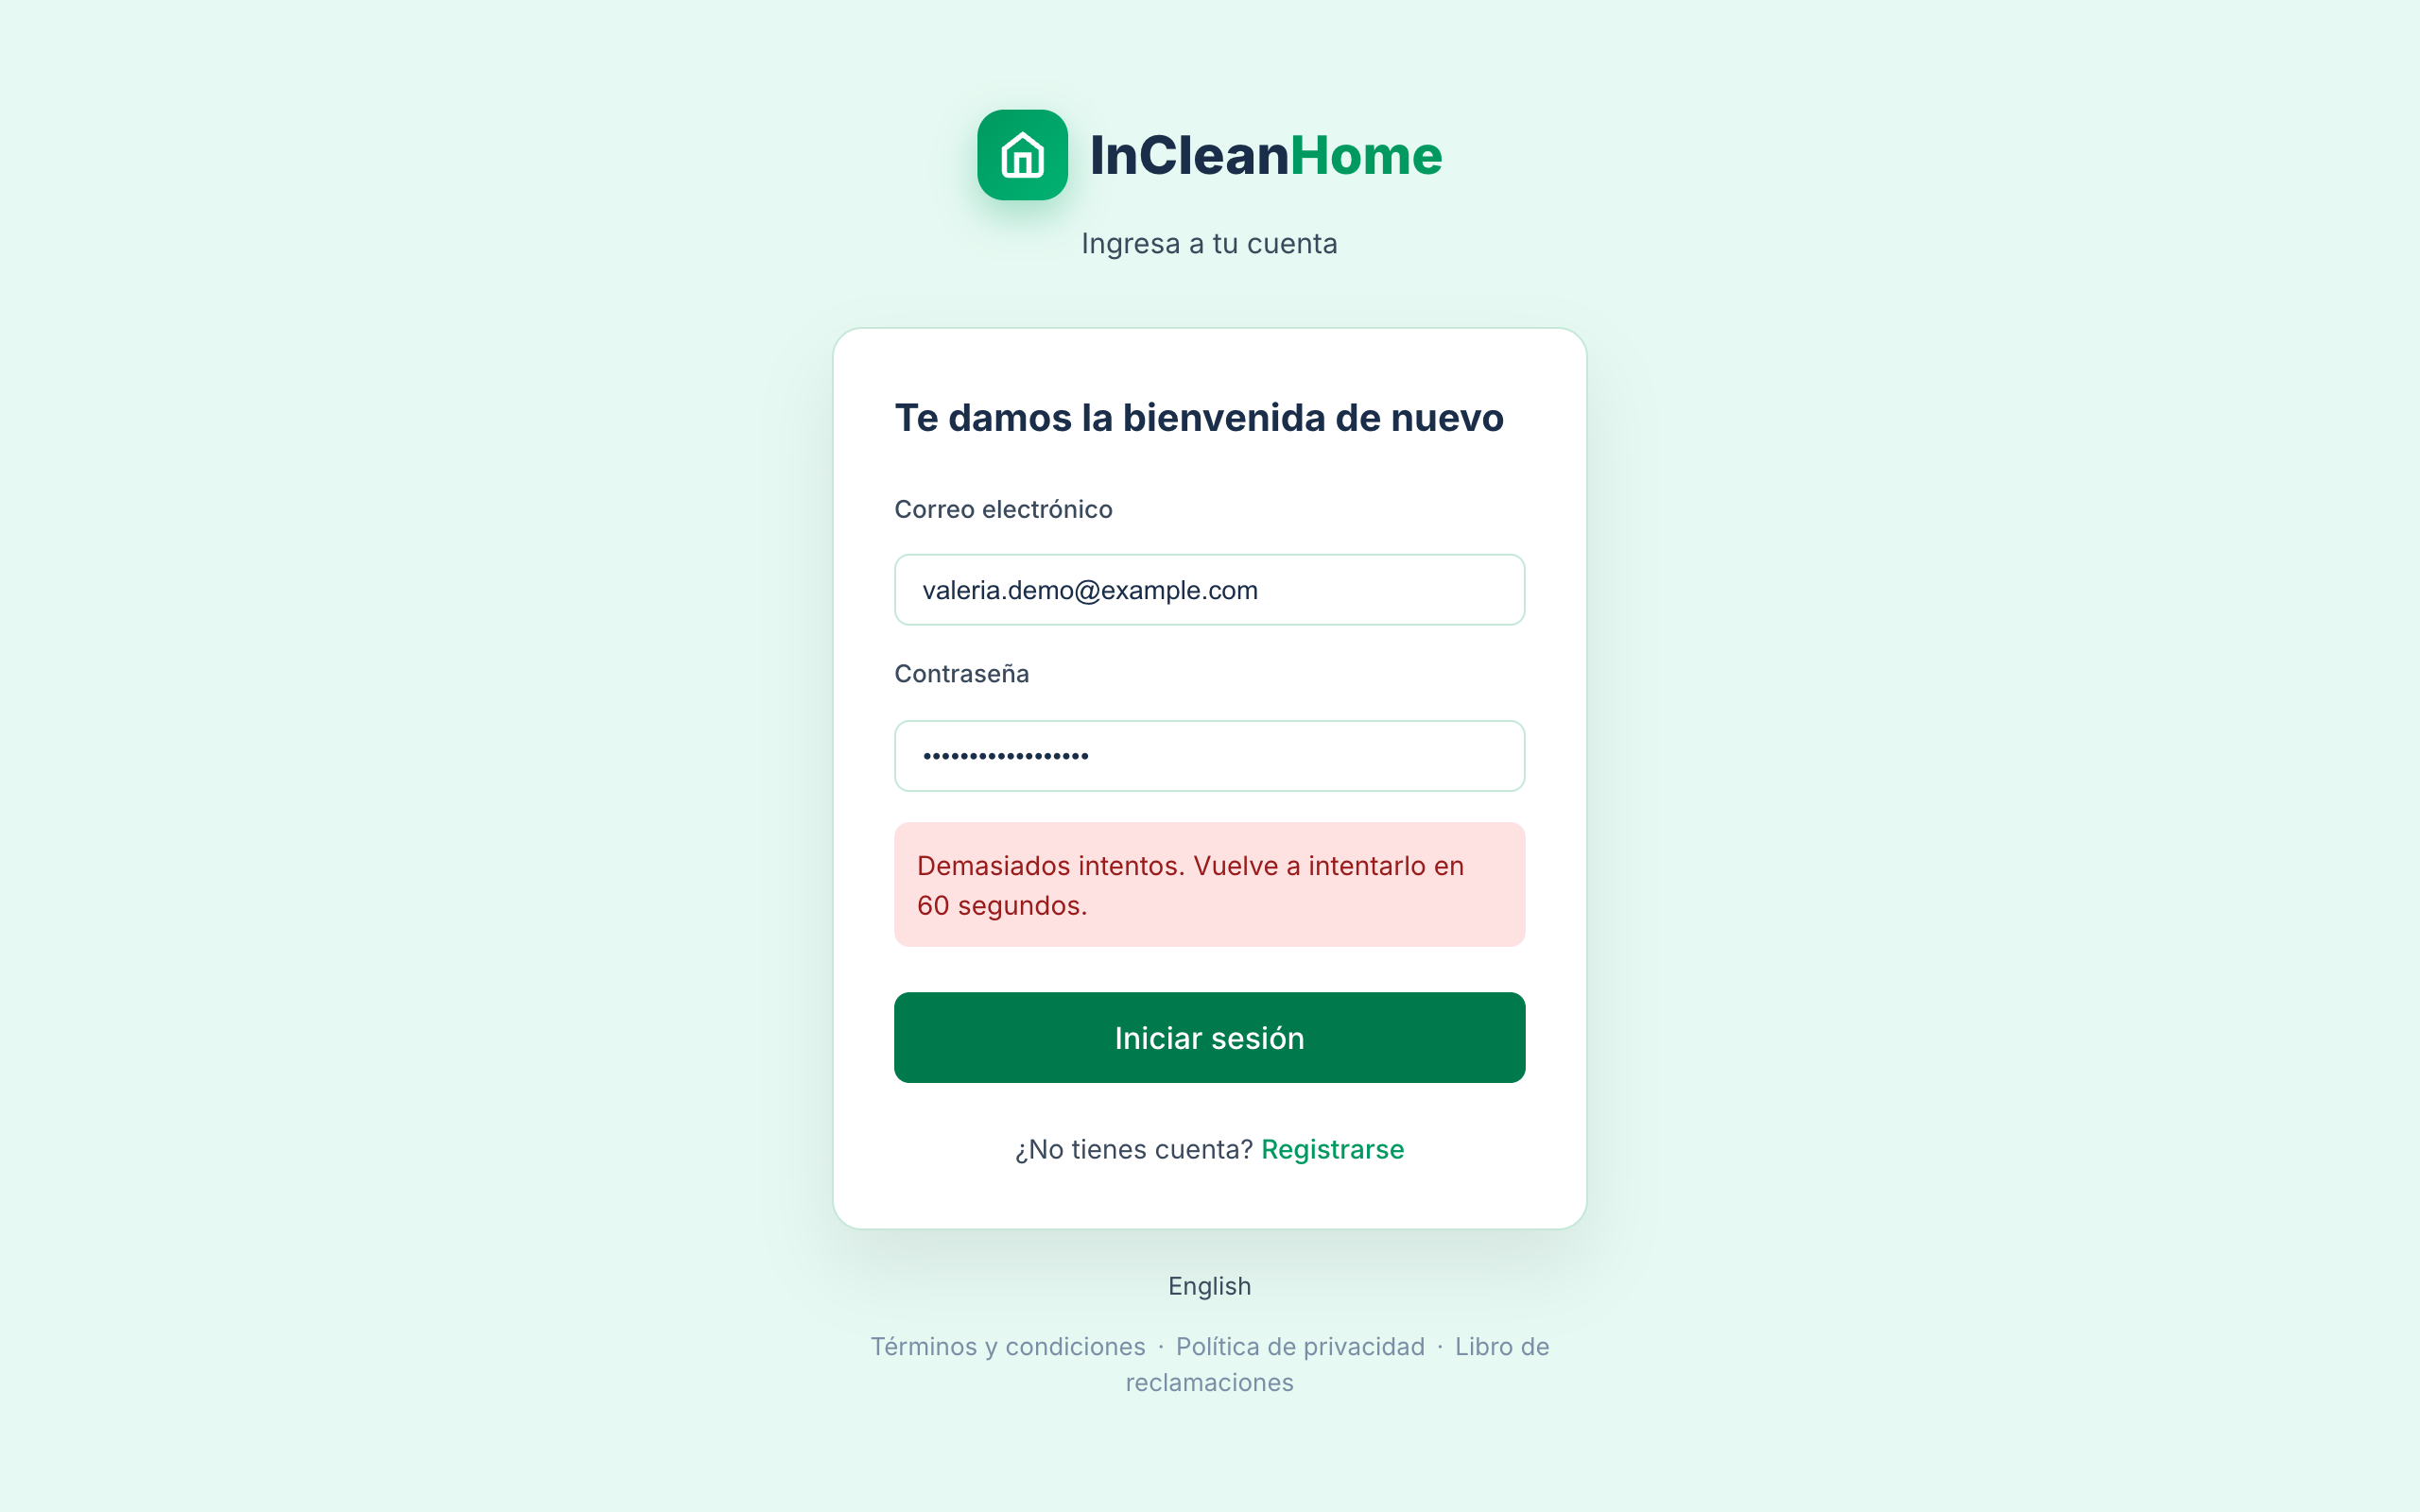 InCleanHome
Ingresa a tu cuenta
Te damos la bienvenida de nuevo
Correo electrónico
valeria.demo@example.com
Contraseña
••••••••••••••••••
Demasiados intentos. Vuelve a intentarlo en
60 segundos.
Iniciar sesión
¿No tienes cuenta? Registrarse
English
Términos y condiciones · Política de privacidad · Libro de
reclamaciones